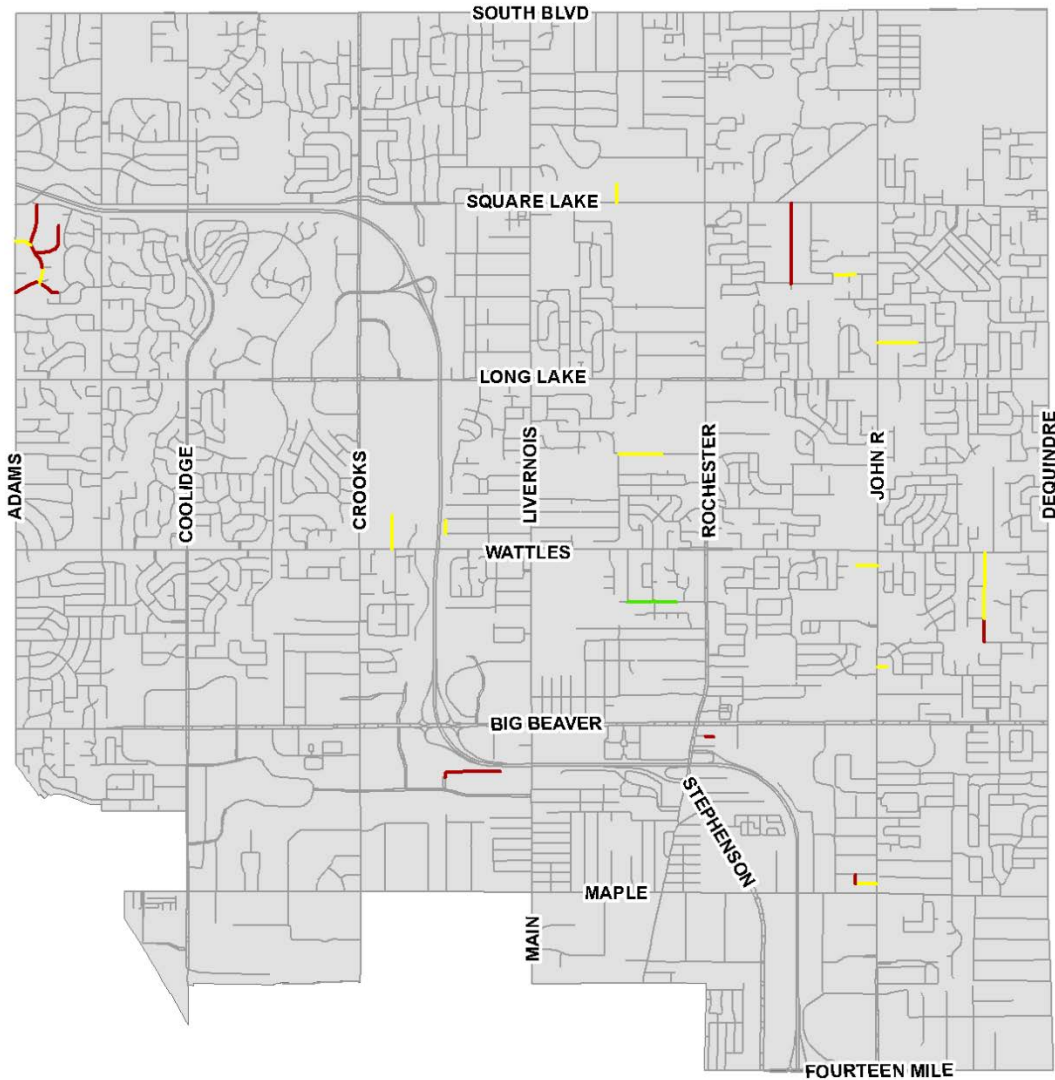 SOUTH BLVD
SQUARE LAKE
LONG LAKE
ADAMS
COOLIDGE
CROOKS
LIVERNOIS
ROCHESTER
JOHN R
DEQUINDRE
WATTLES
BIG BEAVER
STEPHENSON
MAPLE
MAIN
FOURTEEN MILE